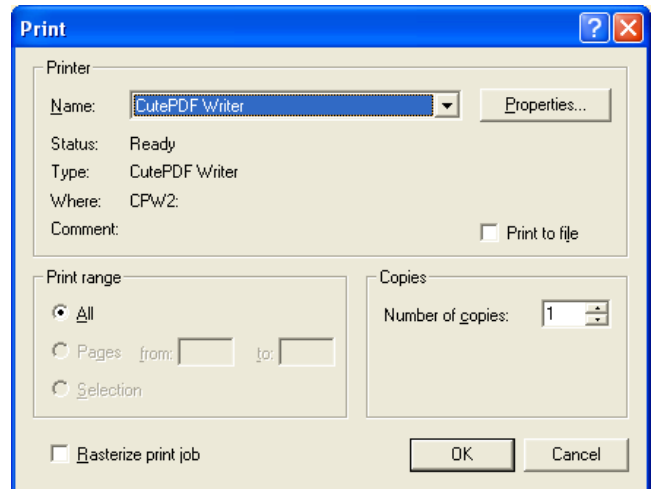 Print
Printer
Name: CutePDF Writer Properties...
Status: Ready
Type: CutePDF Writer
Where: CPW2:
Comment:
Print to file
Print range
All
Pages from: to:
Selection
Copies
Number of copies: 1
Rasterize print job
OK Cancel